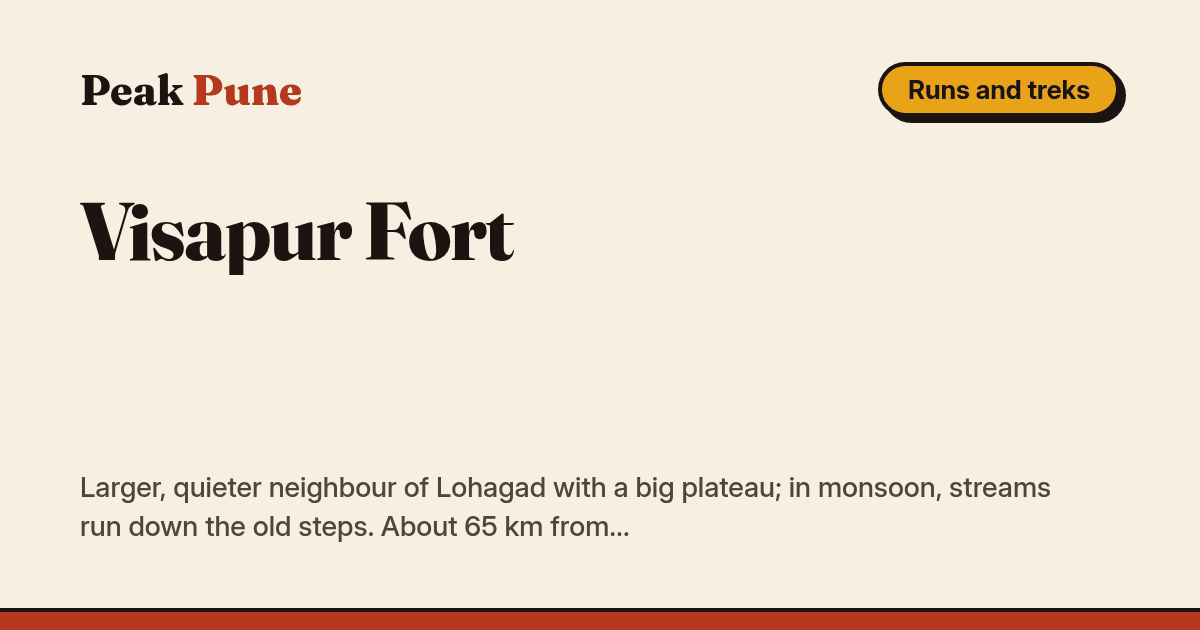 Peak Pune
Runs and treks
Visapur Fort
Larger, quieter neighbour of Lohagad with a big plateau; in monsoon, streams
run down the old steps. About 65 km from...